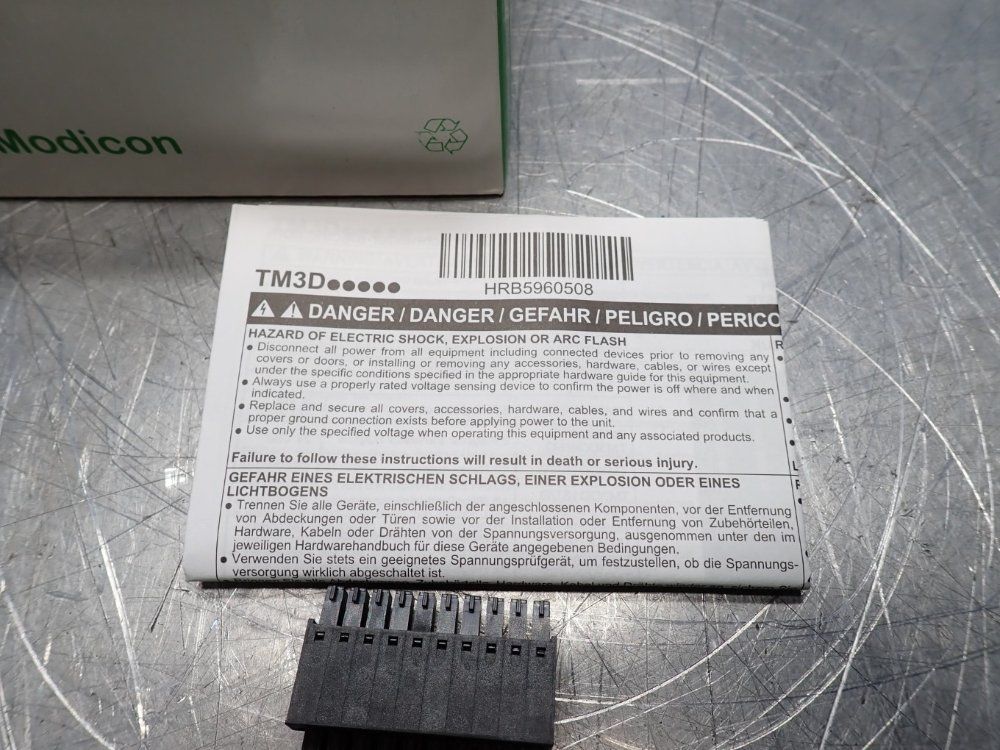 Modicon
TM3D●●●●●
HRB5960508
DANGER / DANGER / GEFAHR / PELIGRO / PERICO
HAZARD OF ELECTRIC SHOCK, EXPLOSION OR ARC FLASH
● Disconnect all power from all equipment including connected devices prior to removing any
covers or doors, or installing or removing any accessories, hardware, cables, or wires except
under the specific conditions specified in the appropriate hardware guide for this equipment.
● Always use a properly rated voltage sensing device to confirm the power is off where and when
indicated.
● Replace and secure all covers, accessories, hardware, cables, and wires and confirm that a
proper ground connection exists before applying power to the unit.
● Use only the specified voltage when operating this equipment and any associated products.
Failure to follow these instructions will result in death or serious injury.
GEFAHR EINES ELEKTRISCHEN SCHLAGS, EINER EXPLOSION ODER EINES
LICHTBOGENS
● Trennen Sie alle Geräte, einschließlich der angeschlossenen Komponenten, vor der Entfernung
von Abdeckungen oder Türen sowie vor der Installation oder Entfernung von Zubehörteilen,
Hardware, Kabeln oder Drähten von der Spannungsversorgung, ausgenommen unter den im
jeweiligen Hardwarehandbuch für diese Geräte angegebenen Bedingungen.
● Verwenden Sie stets ein geeignetes Spannungsprüfgerät, um festzustellen, ob die Spannungs-
versorgung wirklich abgeschaltet ist.